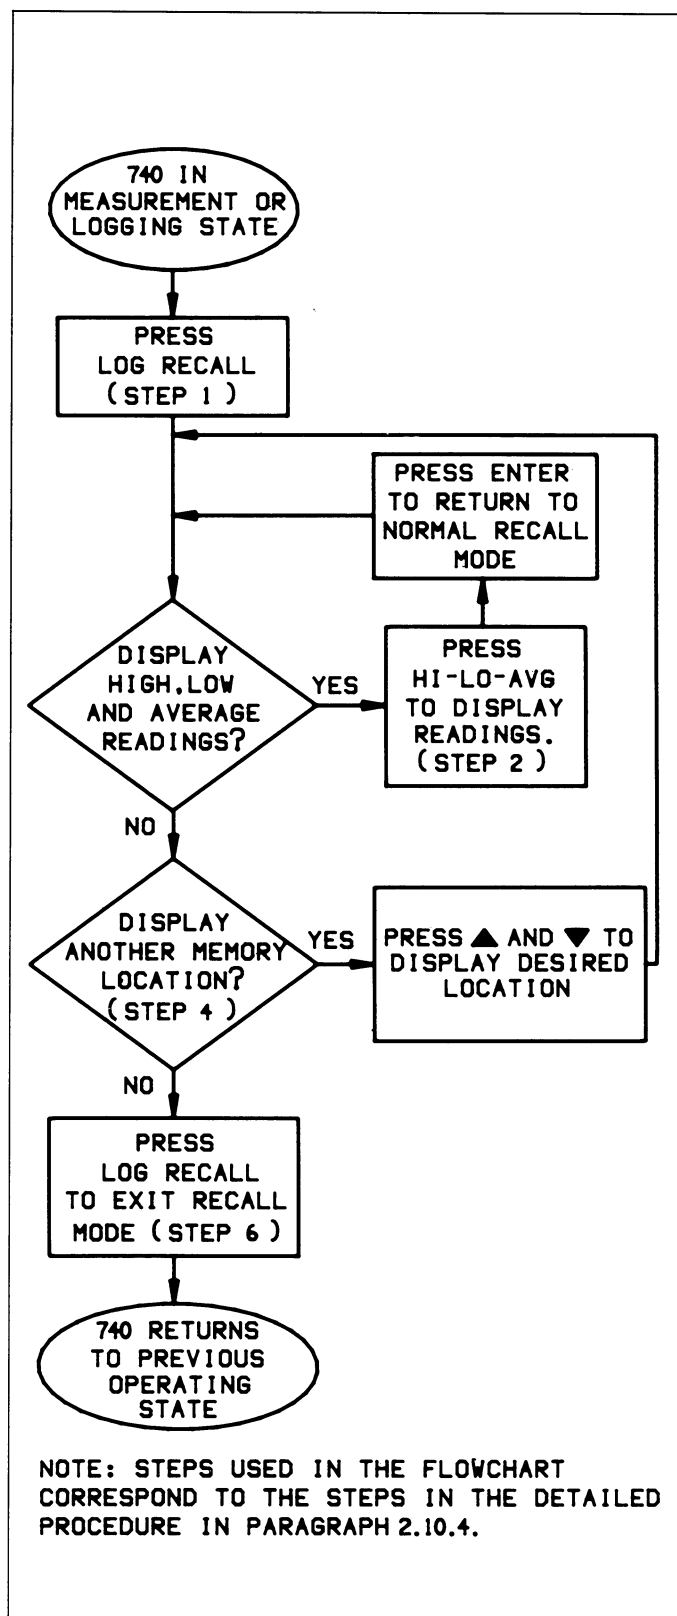 740 IN
MEASUREMENT OR
LOGGING STATE
PRESS
LOG RECALL
(STEP 1)
PRESS ENTER
TO RETURN TO
NORMAL RECALL
MODE
DISPLAY
HIGH,LOW
AND AVERAGE
READINGS?
YES
PRESS
HI-LO-AVG
TO DISPLAY
READINGS.
(STEP 2)
NO
DISPLAY
ANOTHER MEMORY
LOCATION?
(STEP 4)
YES
PRESS ▲ AND ▼ TO
DISPLAY DESIRED
LOCATION
NO
PRESS
LOG RECALL
TO EXIT RECALL
MODE (STEP 6)
740 RETURNS
TO PREVIOUS
OPERATING
STATE
NOTE: STEPS USED IN THE FLOWCHART
CORRESPOND TO THE STEPS IN THE DETAILED
PROCEDURE IN PARAGRAPH 2.10.4.